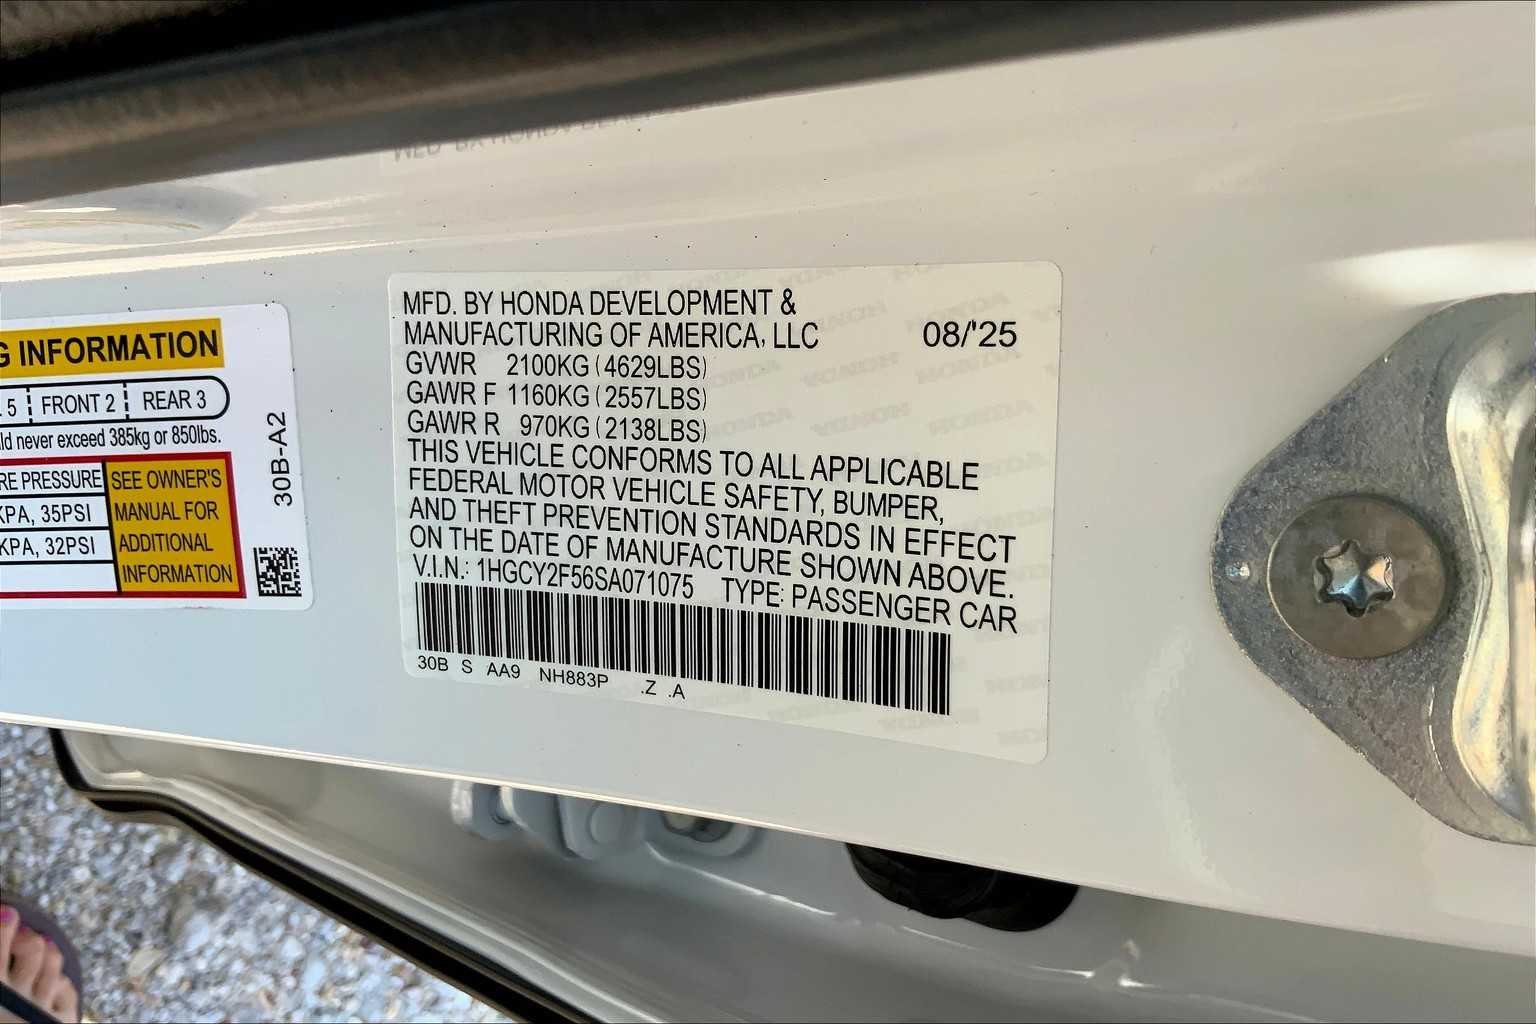 G INFORMATION
5 FRONT 2 REAR 3
never exceed 385kg or 850lbs.
PRESSURE SEE OWNER'S
KPA, 35PSI MANUAL FOR
KPA, 32PSI ADDITIONAL
INFORMATION
30B-A2
MFD. BY HONDA DEVELOPMENT &
MANUFACTURING OF AMERICA, LLC 08/'25
GVWR 2100KG (4629LBS)
GAWR F 1160KG (2557LBS)
GAWR R 970KG (2138LBS)
THIS VEHICLE CONFORMS TO ALL APPLICABLE
FEDERAL MOTOR VEHICLE SAFETY, BUMPER,
AND THEFT PREVENTION STANDARDS IN EFFECT
ON THE DATE OF MANUFACTURE SHOWN ABOVE.
V.I.N.: 1HGCY2F56SA071075 TYPE: PASSENGER CAR
30B S AA9 NH883P .Z .A